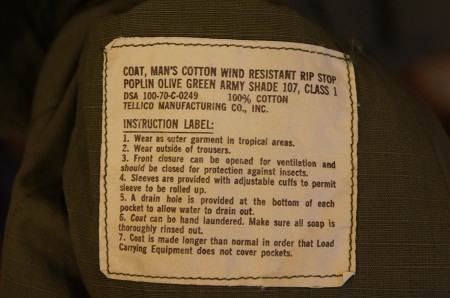 COAT, MAN'S COTTON WIND RESISTANT RIP STOP
POPLIN OLIVE GREEN ARMY SHADE 107, CLASS 1
DSA 100-70-C-0249 100% COTTON
TELLICO MANUFACTURING CO., INC.
INSTRUCTION LABEL:
1. Wear as outer garment in tropical areas.
2. Wear outside of trousers.
3. Front closure can be opened for ventilation and
should be closed for protection against insects.
4. Sleeves are provided with adjustable cuffs to permit
sleeve to be rolled up.
5. A drain hole is provided at the bottom of each
pocket to allow water to drain out.
6. Coat can be hand laundered. Make sure all soap is
thoroughly rinsed out.
7. Coat is made longer than normal in order that Load
Carrying Equipment does not cover pockets.